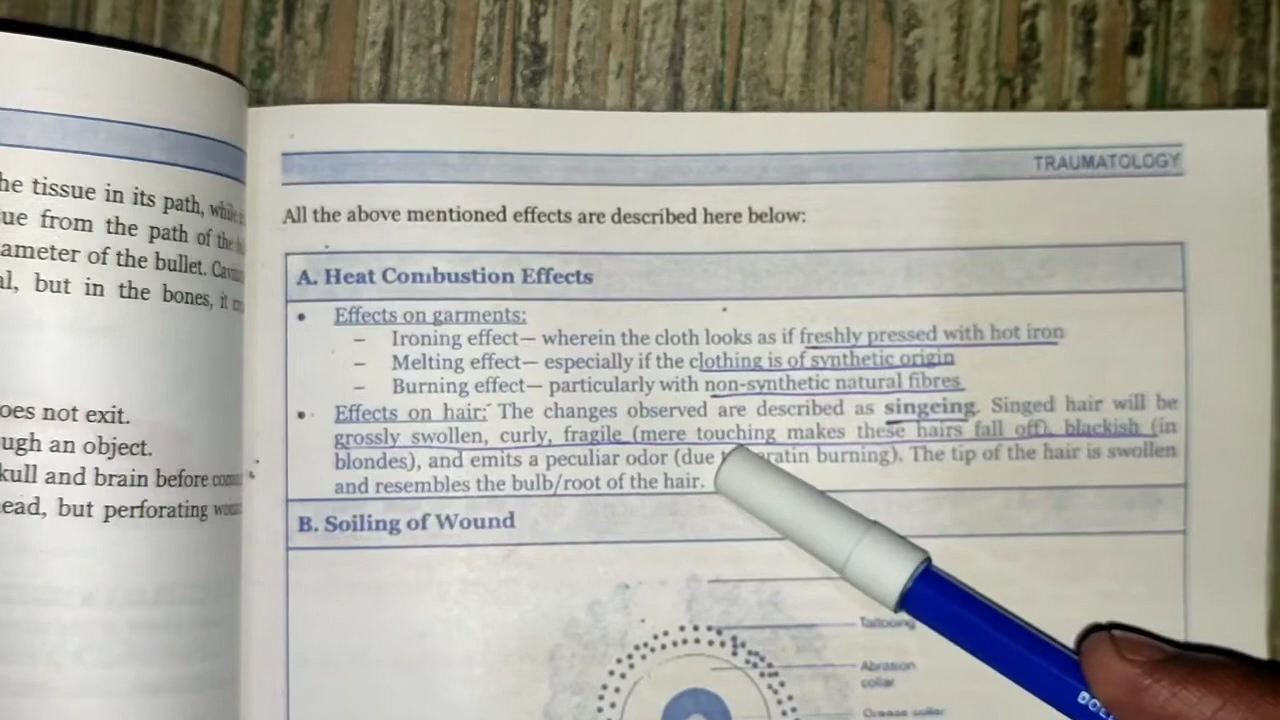 he tissue in its path, while
ue from the path of the
ameter of the bullet.
al, but in the bones, it
oes not exit.
ugh an object.
kull and brain before
ead, but perforating
TRAUMATOLOGY
All the above mentioned effects are described here below:
A. Heat Combustion Effects
• Effects on garments:
– Ironing effect— wherein the cloth looks as if freshly pressed with hot iron
– Melting effect— especially if the clothing is of synthetic origin
– Burning effect— particularly with non-synthetic natural fibres
• Effects on hair: The changes observed are described as singeing. Singed hair will be
grossly swollen, curly, fragile (mere touching makes these hairs fall off), blackish (in
blondes), and emits a peculiar odor (due ratin burning). The tip of the hair is swollen
and resembles the bulb/root of the hair.
B. Soiling of Wound
Tattooing
Abrasion
collar
Grease collar